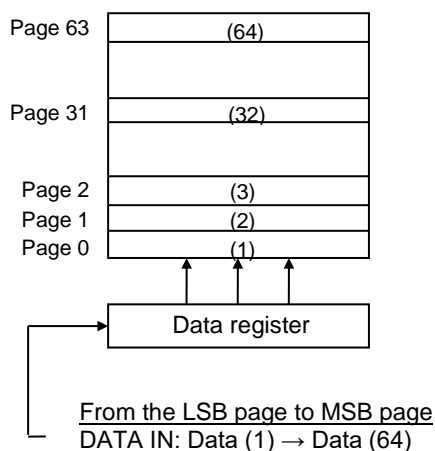 Page 63 (64)
Page 31 (32)
Page 2 (3)
Page 1 (2)
Page 0 (1)
Data register
From the LSB page to MSB page
DATA IN: Data (1) → Data (64)